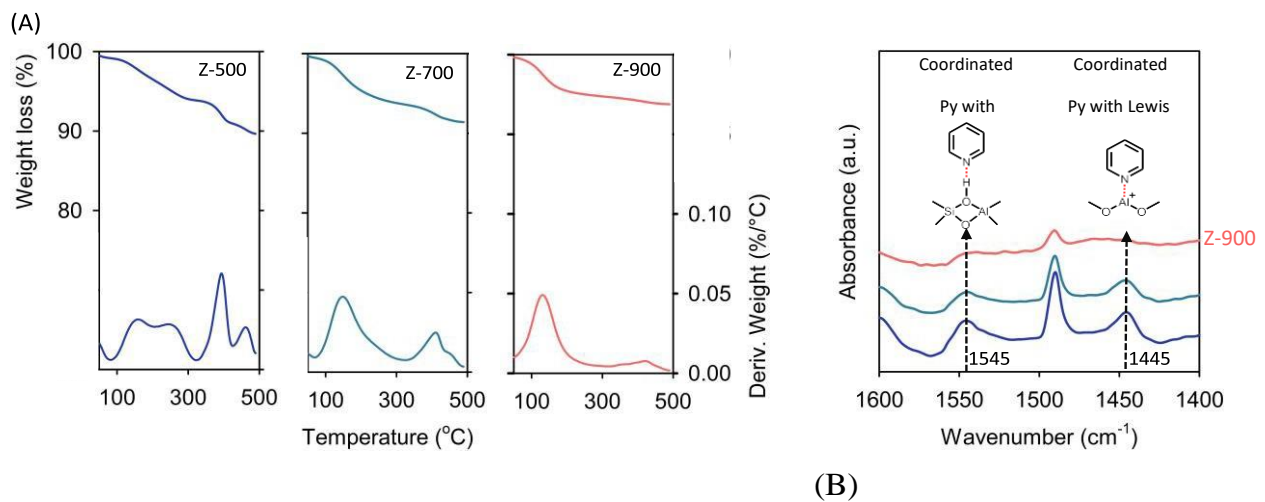 (A)
Weight loss (%)
100
90
80
Z-500
Z-700
Z-900
0.10
0.05
0.00
Deriv. Weight (%/°C)
100 300 500
100 300 500
100 300 500
Temperature (°C)
Absorbance (a.u.)
Coordinated
Py with
N
H
O
Si Al
O
Coordinated
Py with Lewis
N
Al+
O O
Z-900
1545
1445
1600 1550 1500 1450 1400
Wavenumber (cm-1)
(B)